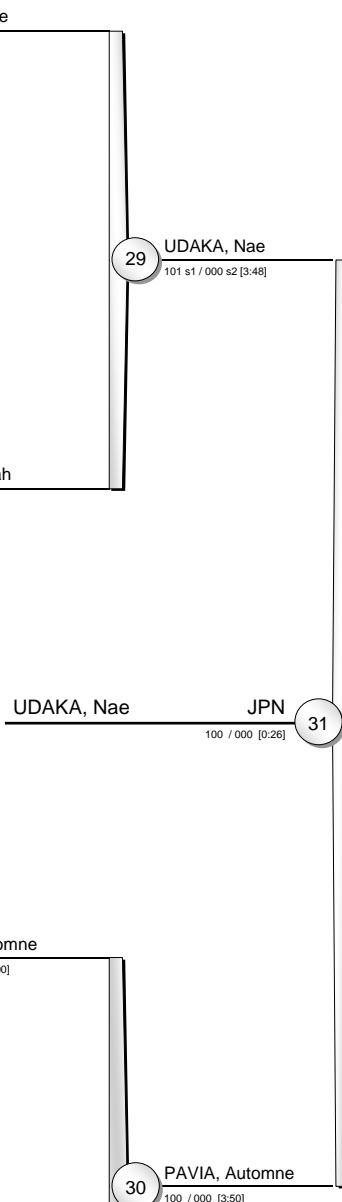 e
UDAKA, Nae
29
101 s1 / 000 s2 [3:48]
ah
UDAKA, Nae JPN
31
100 / 000 [0:26]
omne
00]
PAVIA, Automne
30
100 / 000 [3:50]